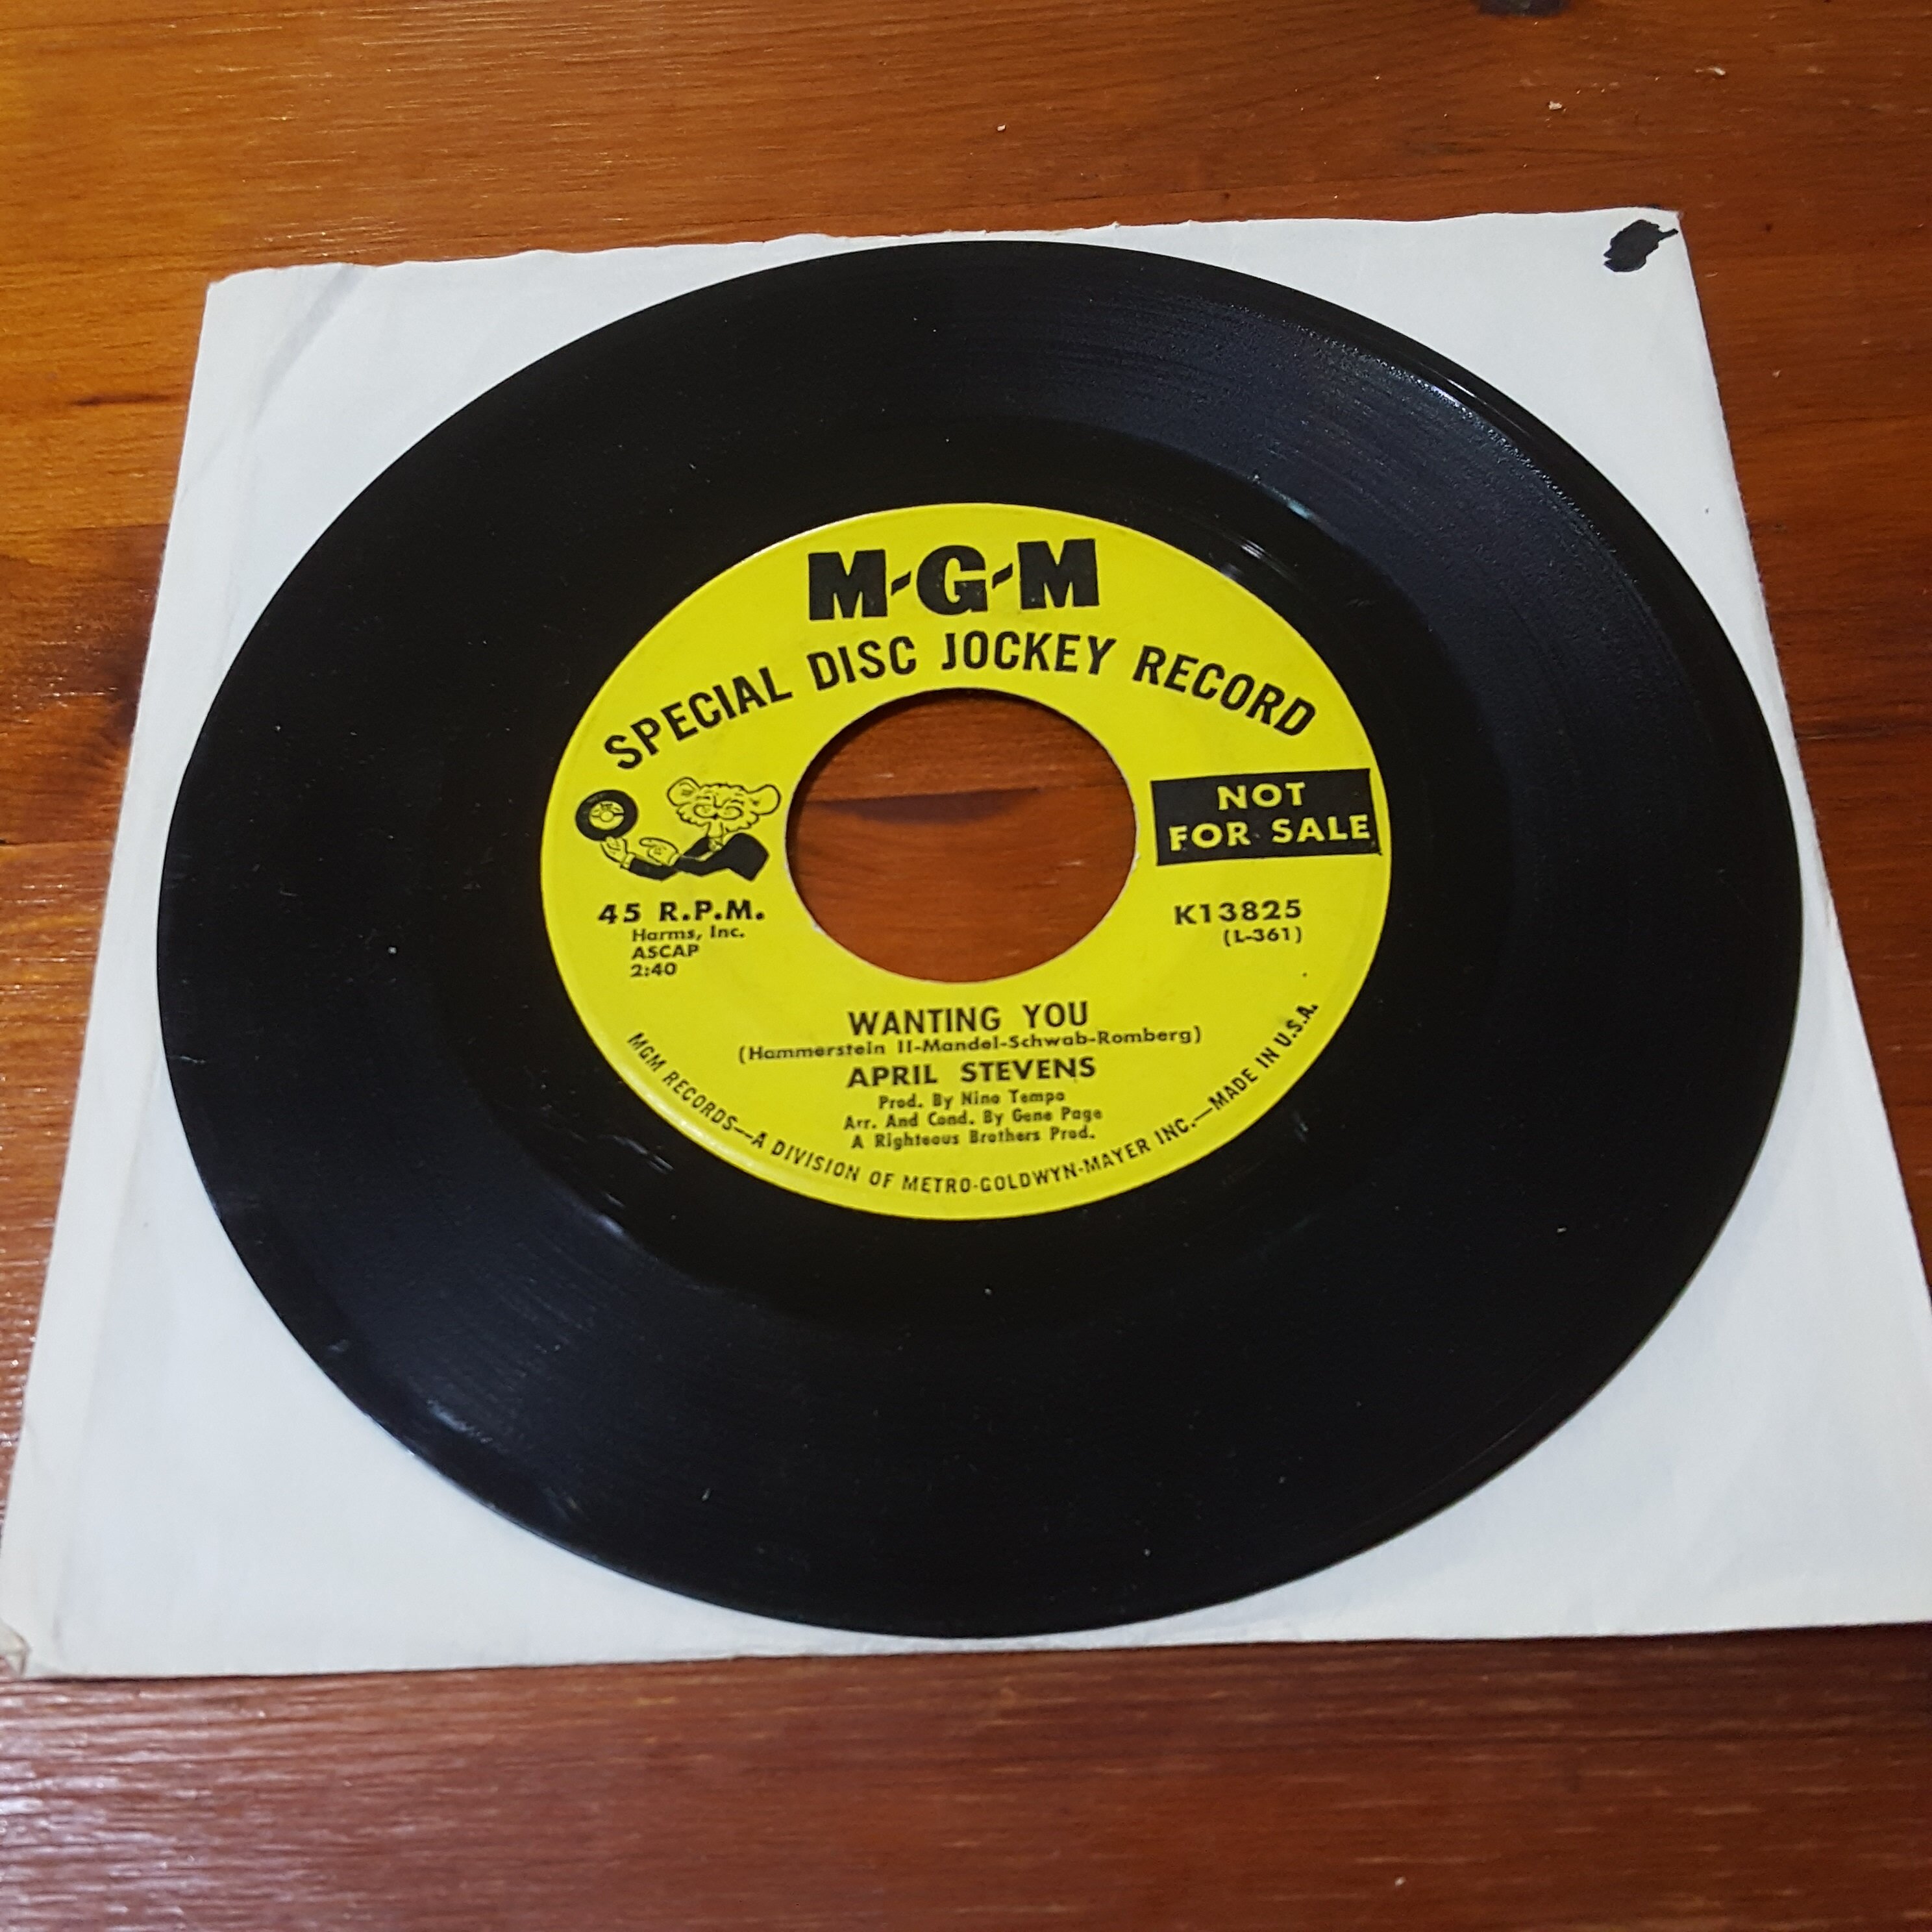 M-G-M
SPECIAL DISC JOCKEY RECORD
NOT
FOR SALE
45 R.P.M.
Harms, Inc.
ASCAP
2:40
K13825
(L-361)
WANTING YOU
(Hammerstein II-Mandel-Schwab-Romberg)
APRIL STEVENS
Prod. By Nino Tempo
Arr. And Cond. By Gene Page
A Righteous Brothers Prod.
MGM RECORDS—A DIVISION OF METRO-GOLDWYN-MAYER INC.—MADE IN U.S.A.